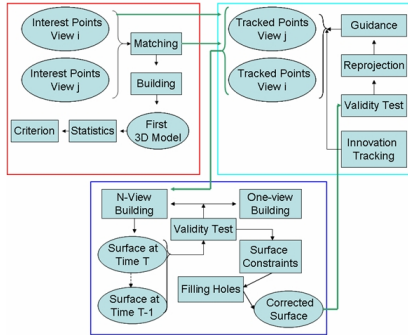 Interest Points
View i
Interest Points
View j
Matching
Building
First
3D Model
Statistics
Criterion
Tracked Points
View j
Tracked Points
View i
Guidance
Reprojection
Validity Test
Innovation
Tracking
N-View
Building
One-view
Building
Validity Test
Surface at
Time T
Surface
Constraints
Filling Holes
Surface at
Time T-1
Corrected
Surface